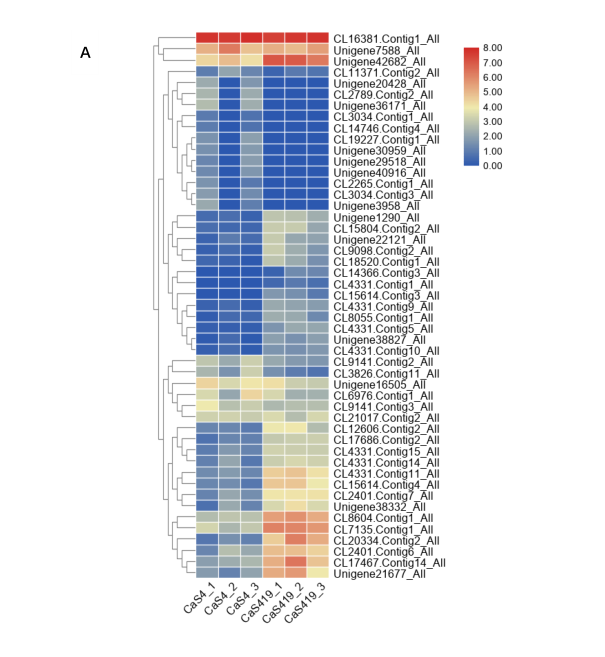 A
CL16381.Contig1_All
Unigene7588_All
Unigene42682_All
CL11371.Contig2_All
Unigene20428_All
CL2789.Contig2_All
Unigene36171_All
CL3034.Contig1_All
CL14746.Contig4_All
CL19227.Contig1_All
Unigene30959_All
Unigene29518_All
Unigene40916_All
CL2265.Contig1_All
CL3034.Contig3_All
Unigene3958_All
Unigene1290_All
CL15804.Contig2_All
Unigene22121_All
CL9098.Contig2_All
CL18520.Contig1_All
CL14366.Contig3_All
CL4331.Contig1_All
CL15614.Contig3_All
CL4331.Contig9_All
CL8055.Contig1_All
CL4331.Contig5_All
Unigene38827_All
CL4331.Contig10_All
CL9141.Contig2_All
CL3826.Contig11_All
Unigene16505_All
CL6976.Contig1_All
CL9141.Contig3_All
CL21017.Contig2_All
CL12606.Contig2_All
CL17686.Contig2_All
CL4331.Contig15_All
CL4331.Contig14_All
CL4331.Contig11_All
CL15614.Contig4_All
CL2401.Contig7_All
Unigene38332_All
CL8604.Contig1_All
CL7135.Contig1_All
CL20334.Contig2_All
CL2401.Contig6_All
CL17467.Contig14_All
Unigene21677_All
8.00
7.00
6.00
5.00
4.00
3.00
2.00
1.00
0.00
CaS4_1
CaS4_2
CaS4_3
CaS419_1
CaS419_2
CaS419_3